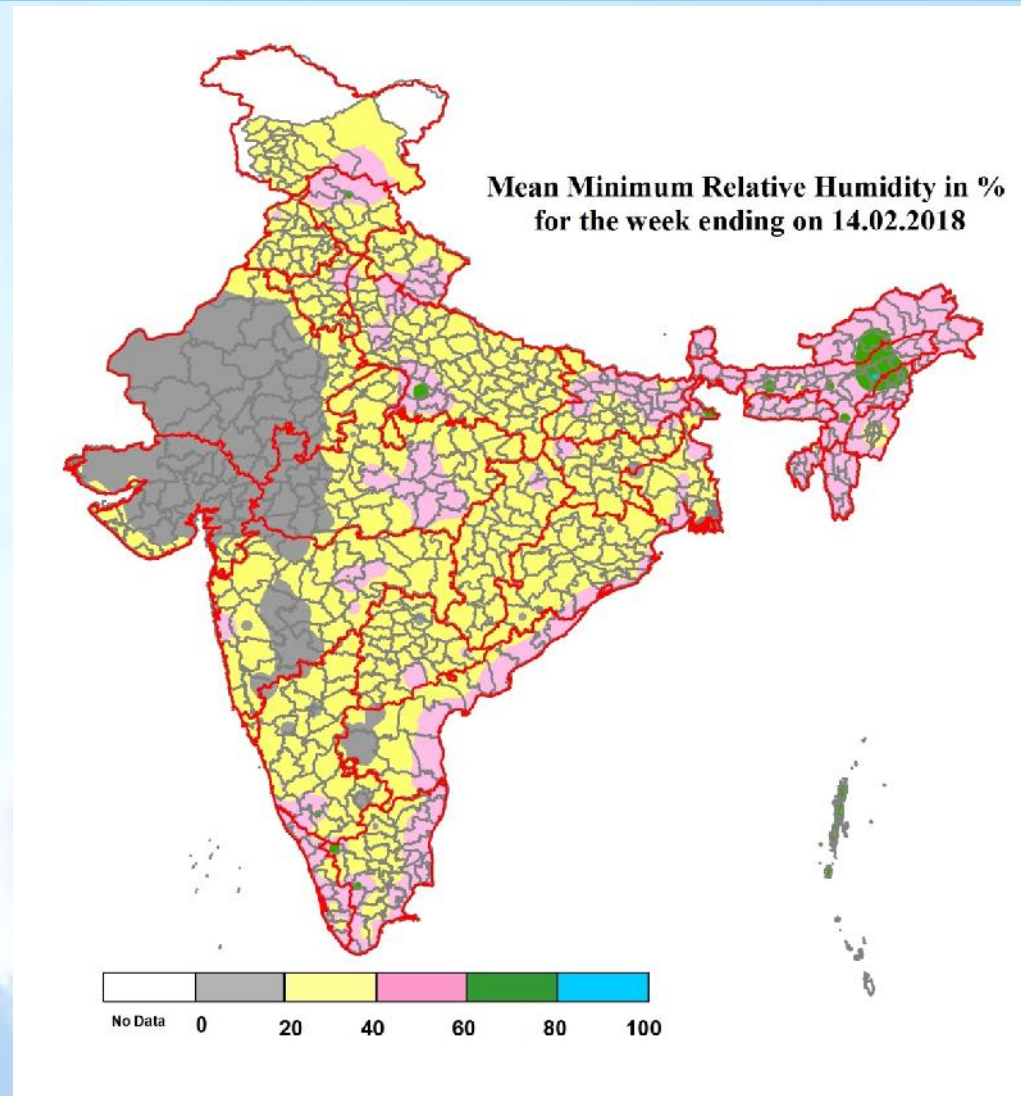 Mean Minimum Relative Humidity in %
for the week ending on 14.02.2018
No Data 0 20 40 60 80 100